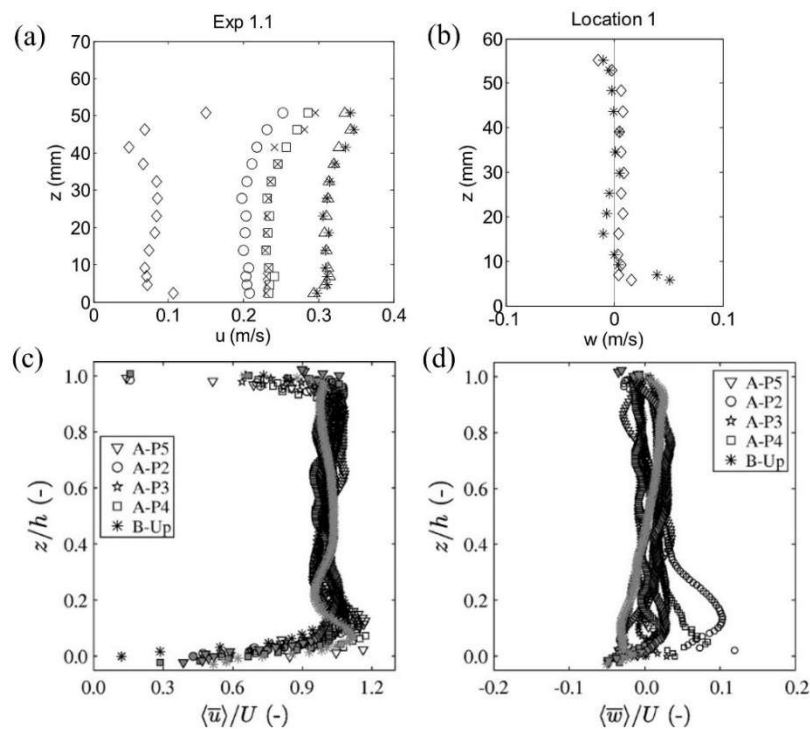 (a)
Exp 1.1
z (mm)
70
60
50
40
30
20
10
0
0
0.1
0.2
0.3
0.4
u (m/s)
(b)
Location 1
z (mm)
60
50
40
30
20
10
0
-0.1
0
0.1
w (m/s)
(c)
z/h (-)
1.0
0.8
0.6
0.4
0.2
0.0
A-P5
A-P2
A-P3
A-P4
B-Up
0.0
0.3
0.6
0.9
1.2
⟨u̅⟩/U (-)
(d)
z/h (-)
1.0
0.8
0.6
0.4
0.2
0.0
A-P5
A-P2
A-P3
A-P4
B-Up
-0.2
-0.1
0.0
0.1
0.2
⟨w̅⟩/U (-)